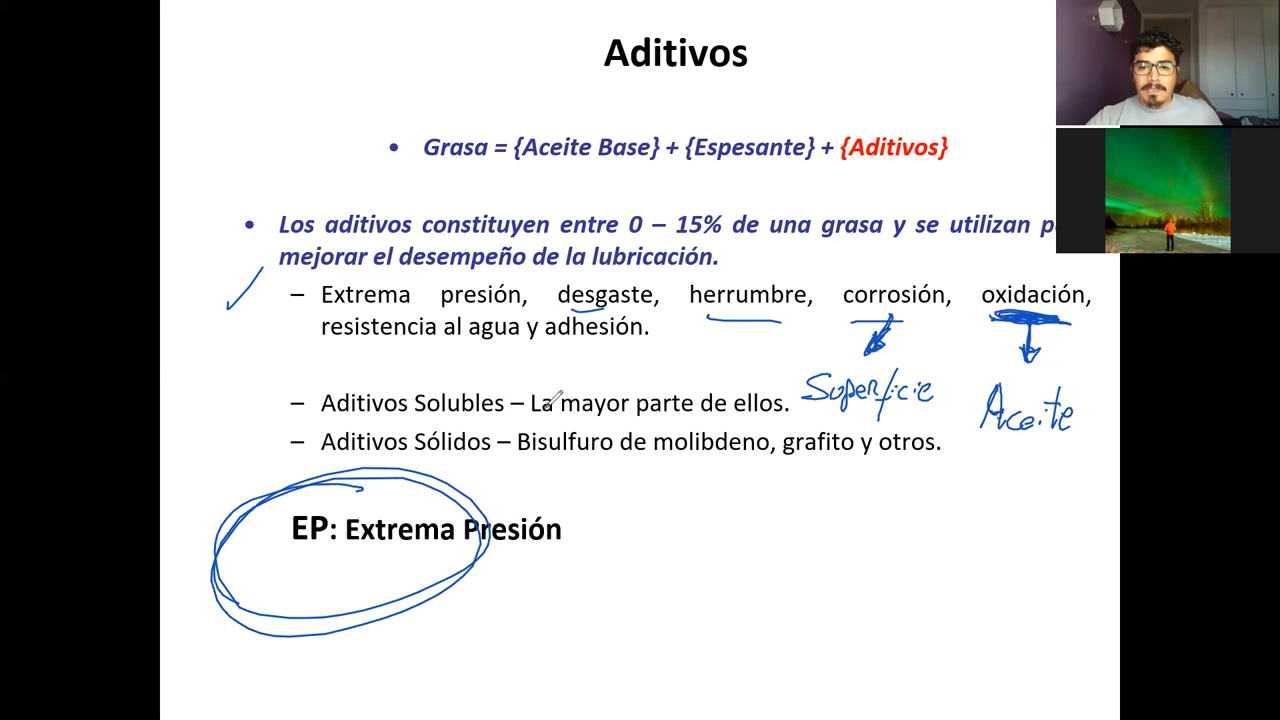 Aditivos
• Grasa = {Aceite Base} + {Espesante} + {Aditivos}
• Los aditivos constituyen entre 0 – 15% de una grasa y se utilizan
mejorar el desempeño de la lubricación.
– Extrema presión, desgaste, herrumbre, corrosión, oxidación,
resistencia al agua y adhesión.
Superficie
Aceite
– Aditivos Solubles – La mayor parte de ellos.
– Aditivos Sólidos – Bisulfuro de molibdeno, grafito y otros.
EP: Extrema Presión